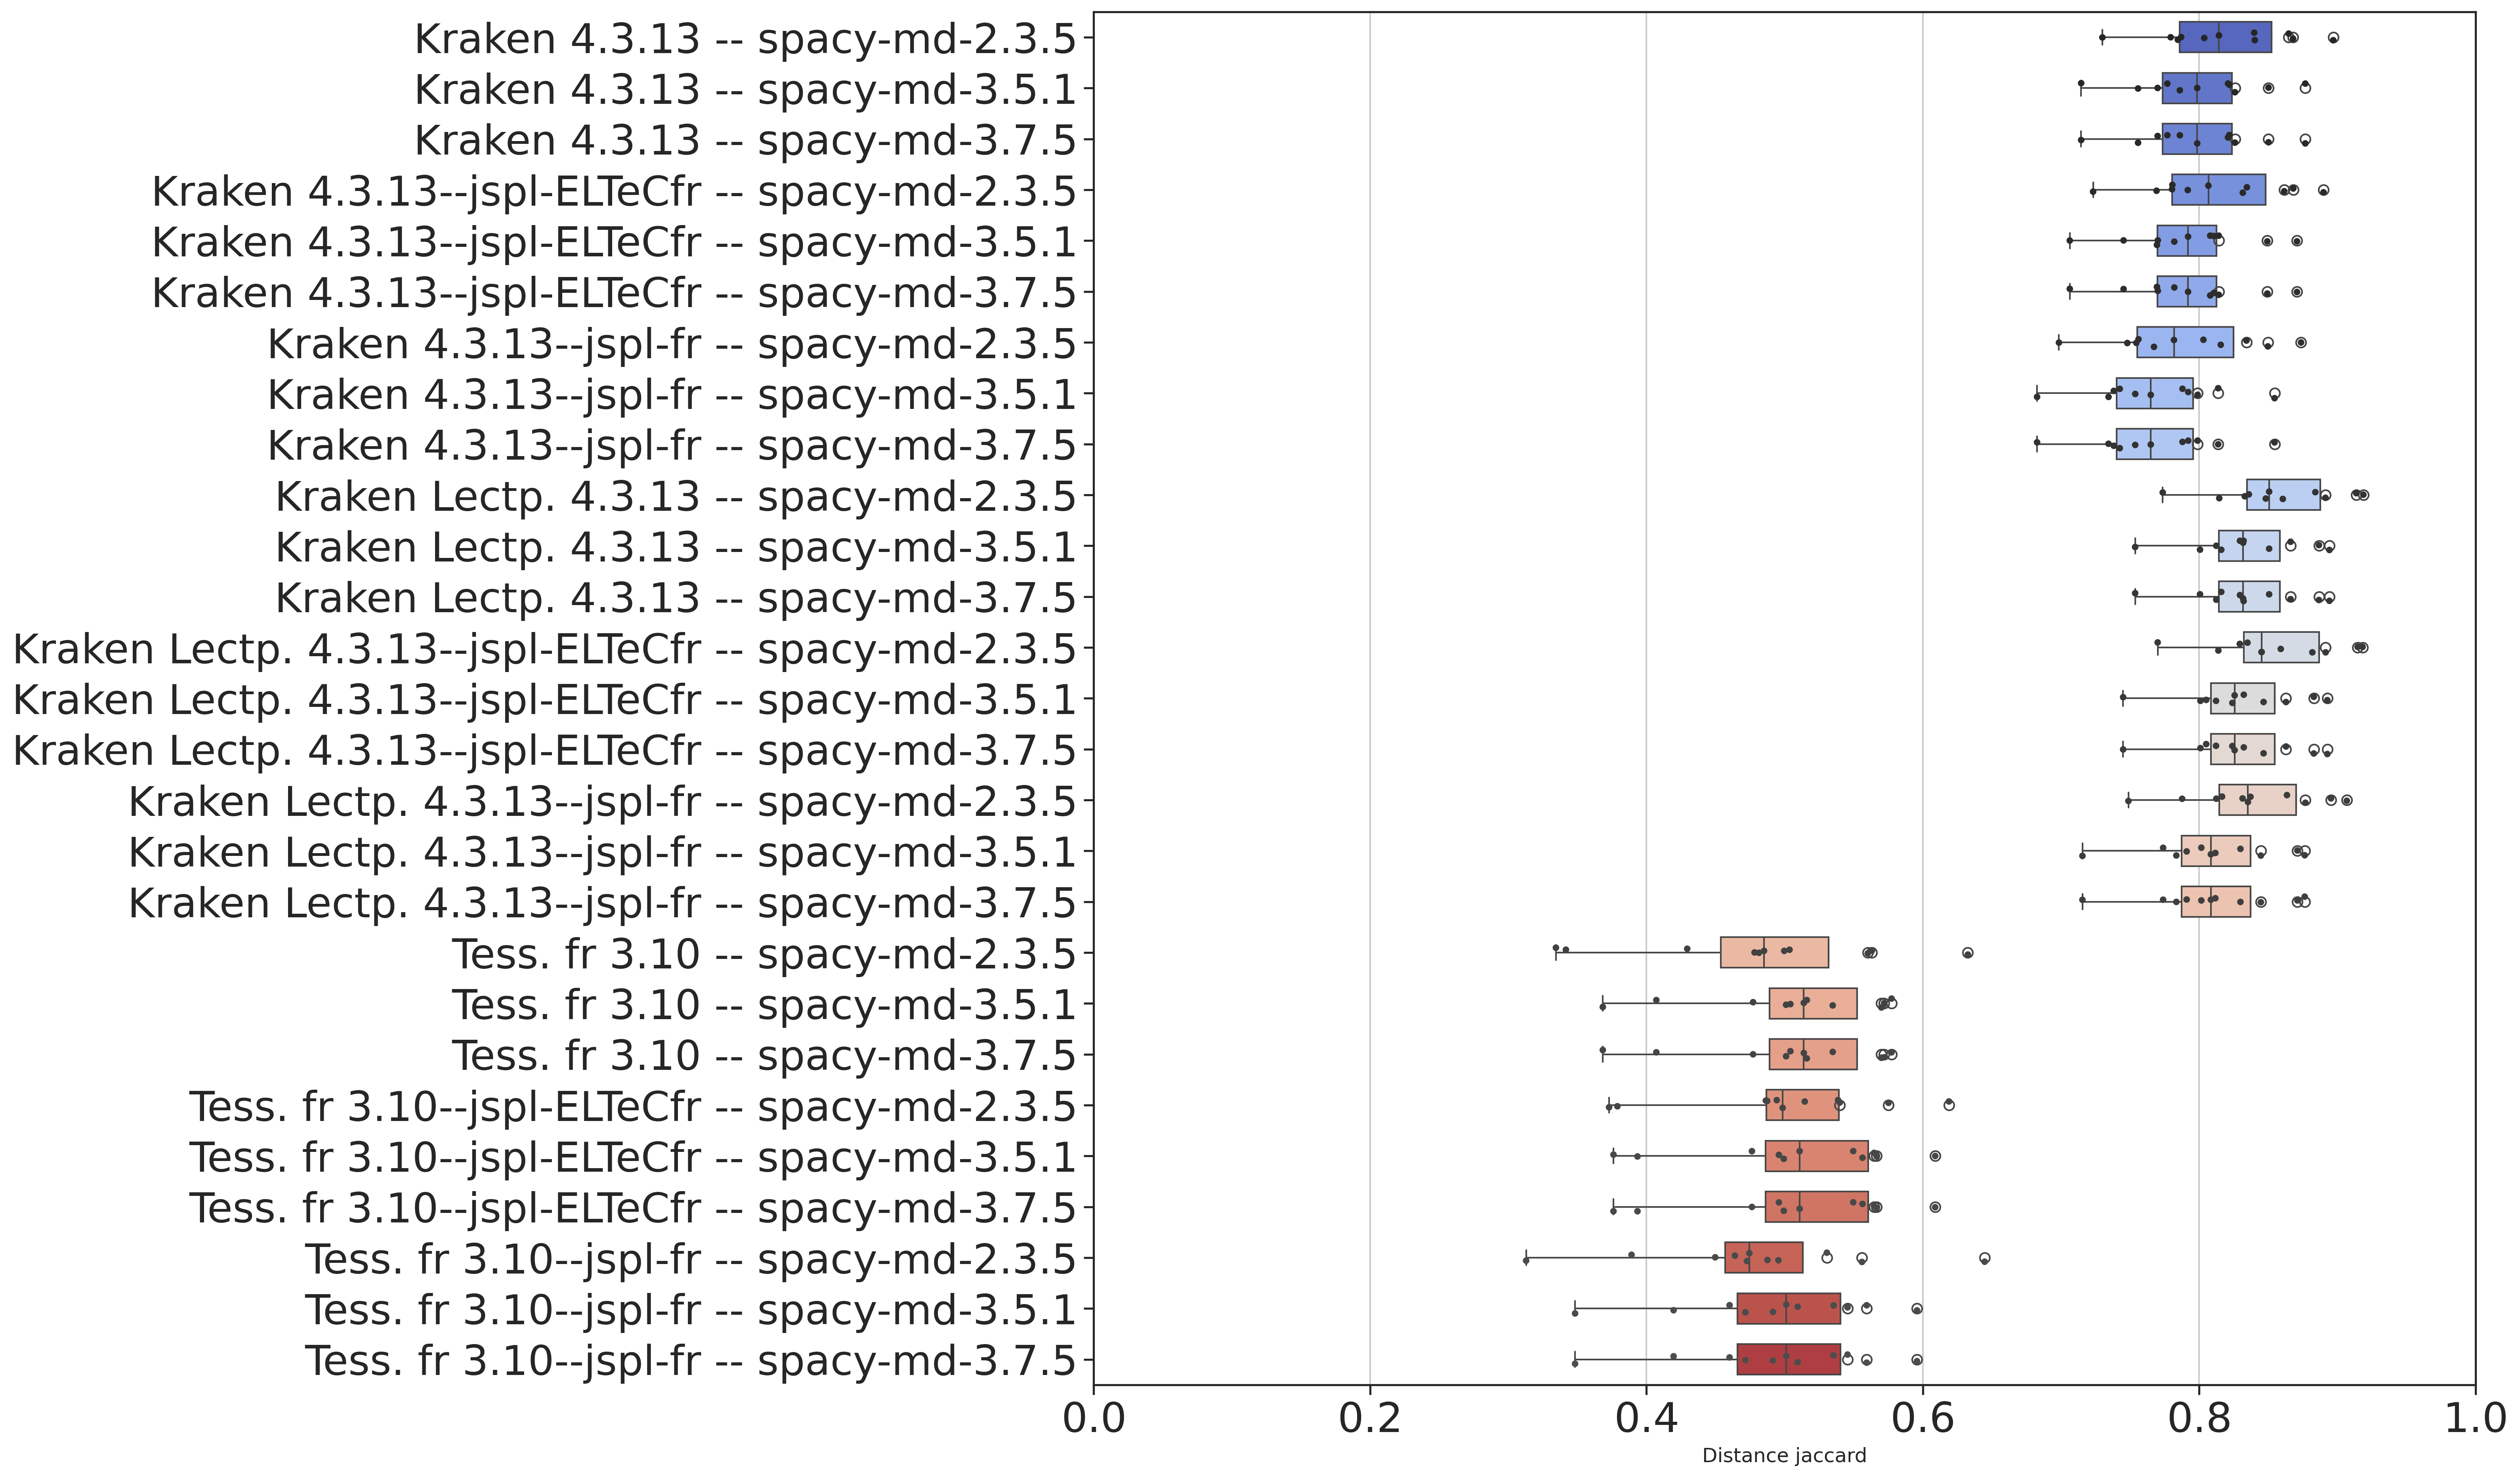 Kraken 4.3.13 -- spacy-md-2.3.5
Kraken 4.3.13 -- spacy-md-3.5.1
Kraken 4.3.13 -- spacy-md-3.7.5
Kraken 4.3.13--jspl-ELTeCfr -- spacy-md-2.3.5
Kraken 4.3.13--jspl-ELTeCfr -- spacy-md-3.5.1
Kraken 4.3.13--jspl-ELTeCfr -- spacy-md-3.7.5
Kraken 4.3.13--jspl-fr -- spacy-md-2.3.5
Kraken 4.3.13--jspl-fr -- spacy-md-3.5.1
Kraken 4.3.13--jspl-fr -- spacy-md-3.7.5
Kraken Lectp. 4.3.13 -- spacy-md-2.3.5
Kraken Lectp. 4.3.13 -- spacy-md-3.5.1
Kraken Lectp. 4.3.13 -- spacy-md-3.7.5
Kraken Lectp. 4.3.13--jspl-ELTeCfr -- spacy-md-2.3.5
Kraken Lectp. 4.3.13--jspl-ELTeCfr -- spacy-md-3.5.1
Kraken Lectp. 4.3.13--jspl-ELTeCfr -- spacy-md-3.7.5
Kraken Lectp. 4.3.13--jspl-fr -- spacy-md-2.3.5
Kraken Lectp. 4.3.13--jspl-fr -- spacy-md-3.5.1
Kraken Lectp. 4.3.13--jspl-fr -- spacy-md-3.7.5
Tess. fr 3.10 -- spacy-md-2.3.5
Tess. fr 3.10 -- spacy-md-3.5.1
Tess. fr 3.10 -- spacy-md-3.7.5
Tess. fr 3.10--jspl-ELTeCfr -- spacy-md-2.3.5
Tess. fr 3.10--jspl-ELTeCfr -- spacy-md-3.5.1
Tess. fr 3.10--jspl-ELTeCfr -- spacy-md-3.7.5
Tess. fr 3.10--jspl-fr -- spacy-md-2.3.5
Tess. fr 3.10--jspl-fr -- spacy-md-3.5.1
Tess. fr 3.10--jspl-fr -- spacy-md-3.7.5
0.0 0.2 0.4 0.6 0.8 1.0
Distance jaccard